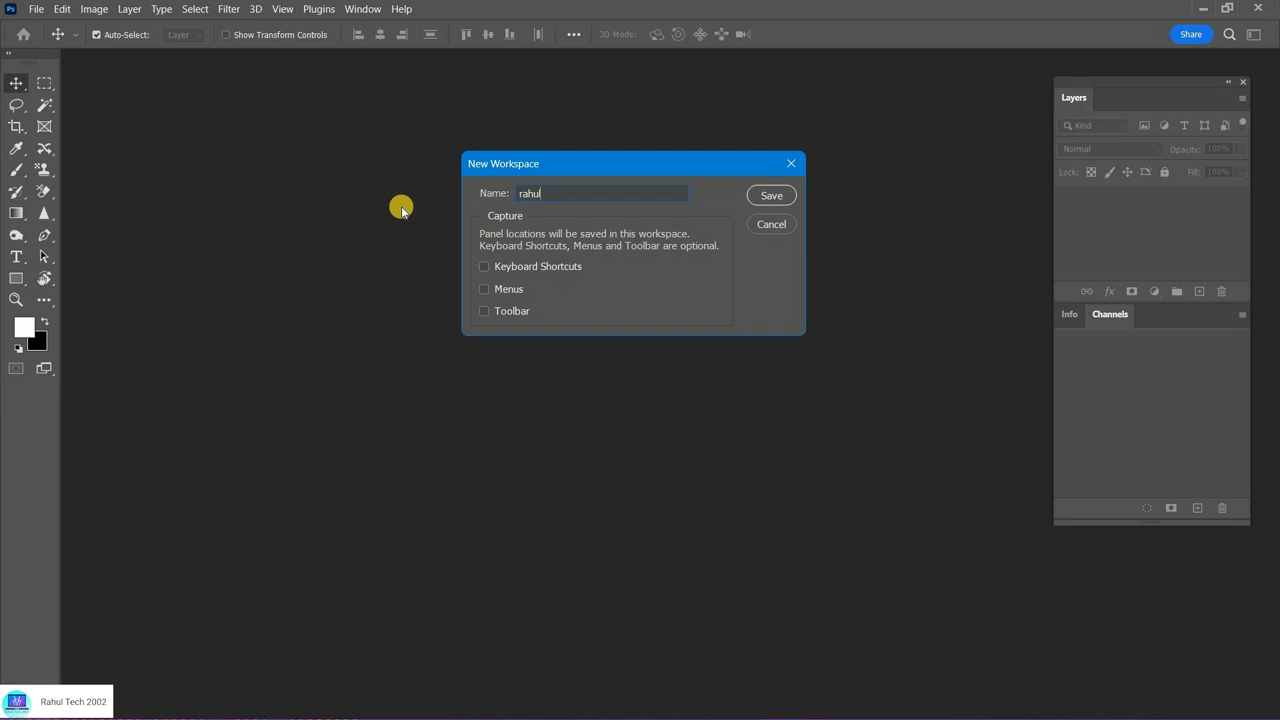 Ps File Edit Image Layer Type Select Filter 3D View Plugins Window Help
Auto-Select: Layer Show Transform Controls 3D Mode: Share
Layers
Kind
Normal Opacity: 100%
Lock: Fill: 100%
Info Channels
New Workspace
Name: rahul
Save
Capture
Cancel
Panel locations will be saved in this workspace.
Keyboard Shortcuts, Menus and Toolbar are optional.
Keyboard Shortcuts
Menus
Toolbar
Rahul Tech 2002